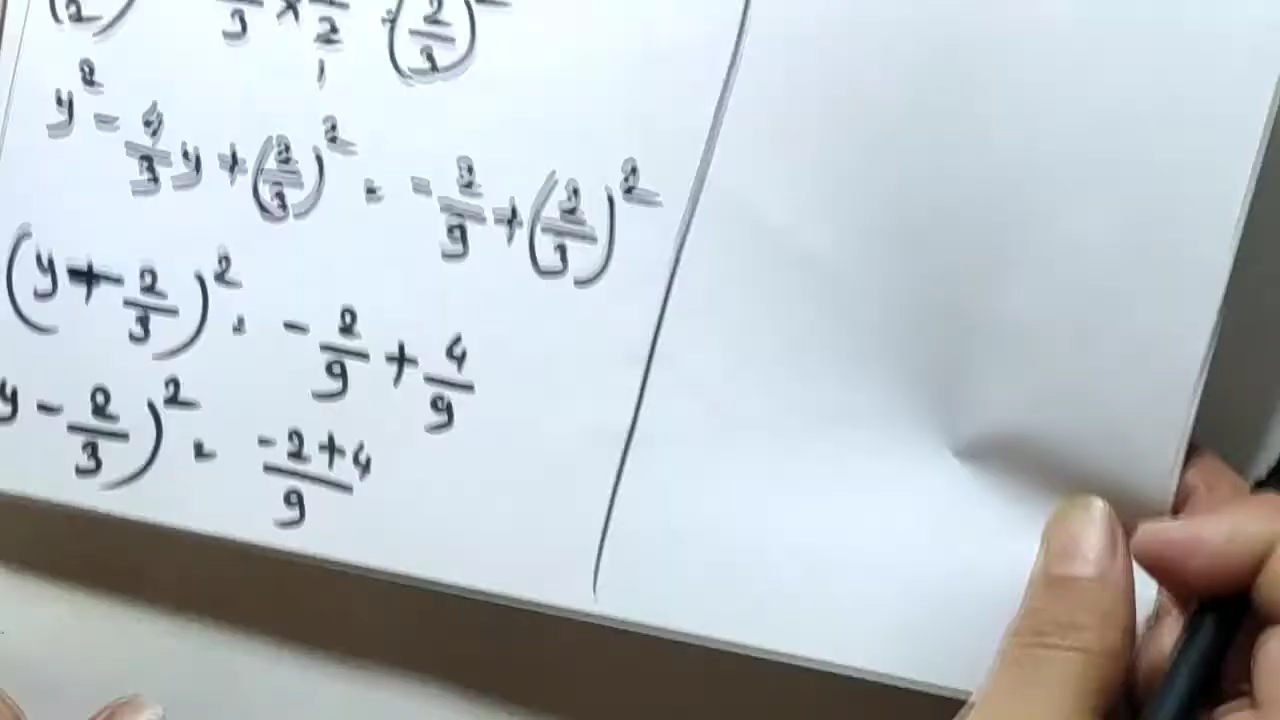 y² - 4/3 y + (2/3)² = -2/9 + (2/3)²
(y + 2/3)² = -2/9 + 4/9
y - 2/3)² = (-2+4)/9